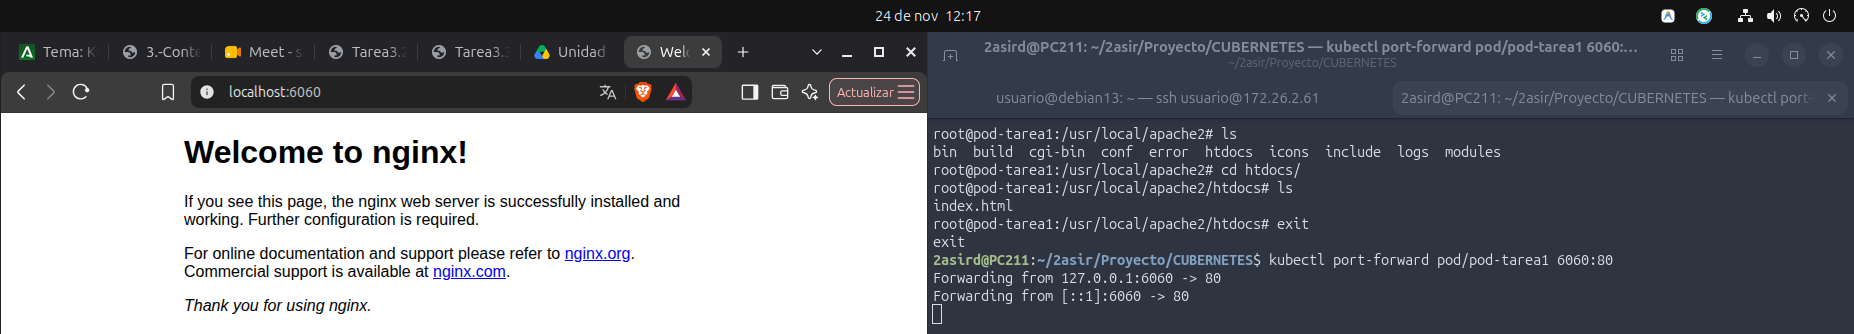 24 de nov 12:17
Tema: K
3.-Conte
Meet - s
Tarea3.2
Tarea3.3
Unidad
Welc
localhost:6060
Actualizar
Welcome to nginx!
If you see this page, the nginx web server is successfully installed and
working. Further configuration is required.
For online documentation and support please refer to nginx.org.
Commercial support is available at nginx.com.
Thank you for using nginx.
2asird@PC211: ~/2asir/Proyecto/CUBERNETES — kubectl port-forward pod/pod-tarea1 6060:...
~/2asir/Proyecto/CUBERNETES
usuario@debian13: ~ — ssh usuario@172.26.2.61
2asird@PC211: ~/2asir/Proyecto/CUBERNETES — kubectl port-
root@pod-tarea1:/usr/local/apache2# ls
bin build cgi-bin conf error htdocs icons include logs modules
root@pod-tarea1:/usr/local/apache2# cd htdocs/
root@pod-tarea1:/usr/local/apache2/htdocs# ls
index.html
root@pod-tarea1:/usr/local/apache2/htdocs# exit
exit
2asird@PC211:~/2asir/Proyecto/CUBERNETES$ kubectl port-forward pod/pod-tarea1 6060:80
Forwarding from 127.0.0.1:6060 -> 80
Forwarding from [::1]:6060 -> 80